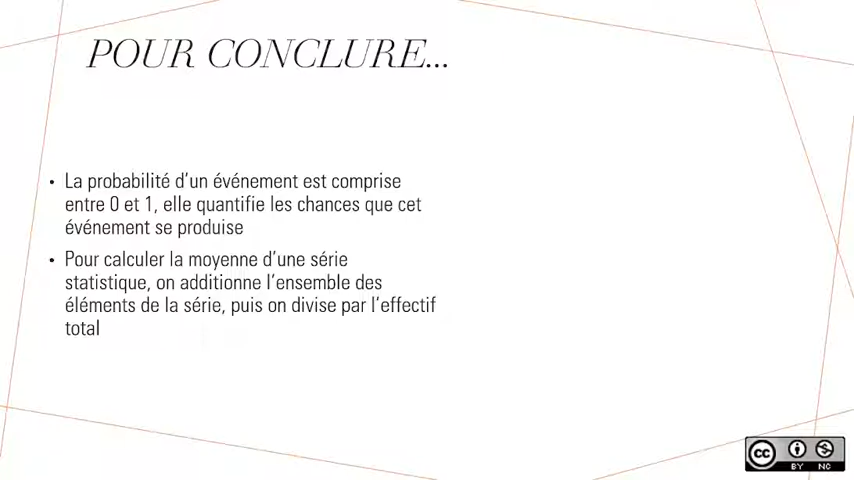 POUR CONCLURE...
• La probabilité d’un événement est comprise
entre 0 et 1, elle quantifie les chances que cet
événement se produise
• Pour calculer la moyenne d’une série
statistique, on additionne l’ensemble des
éléments de la série, puis on divise par l’effectif
total
cc
BY NC